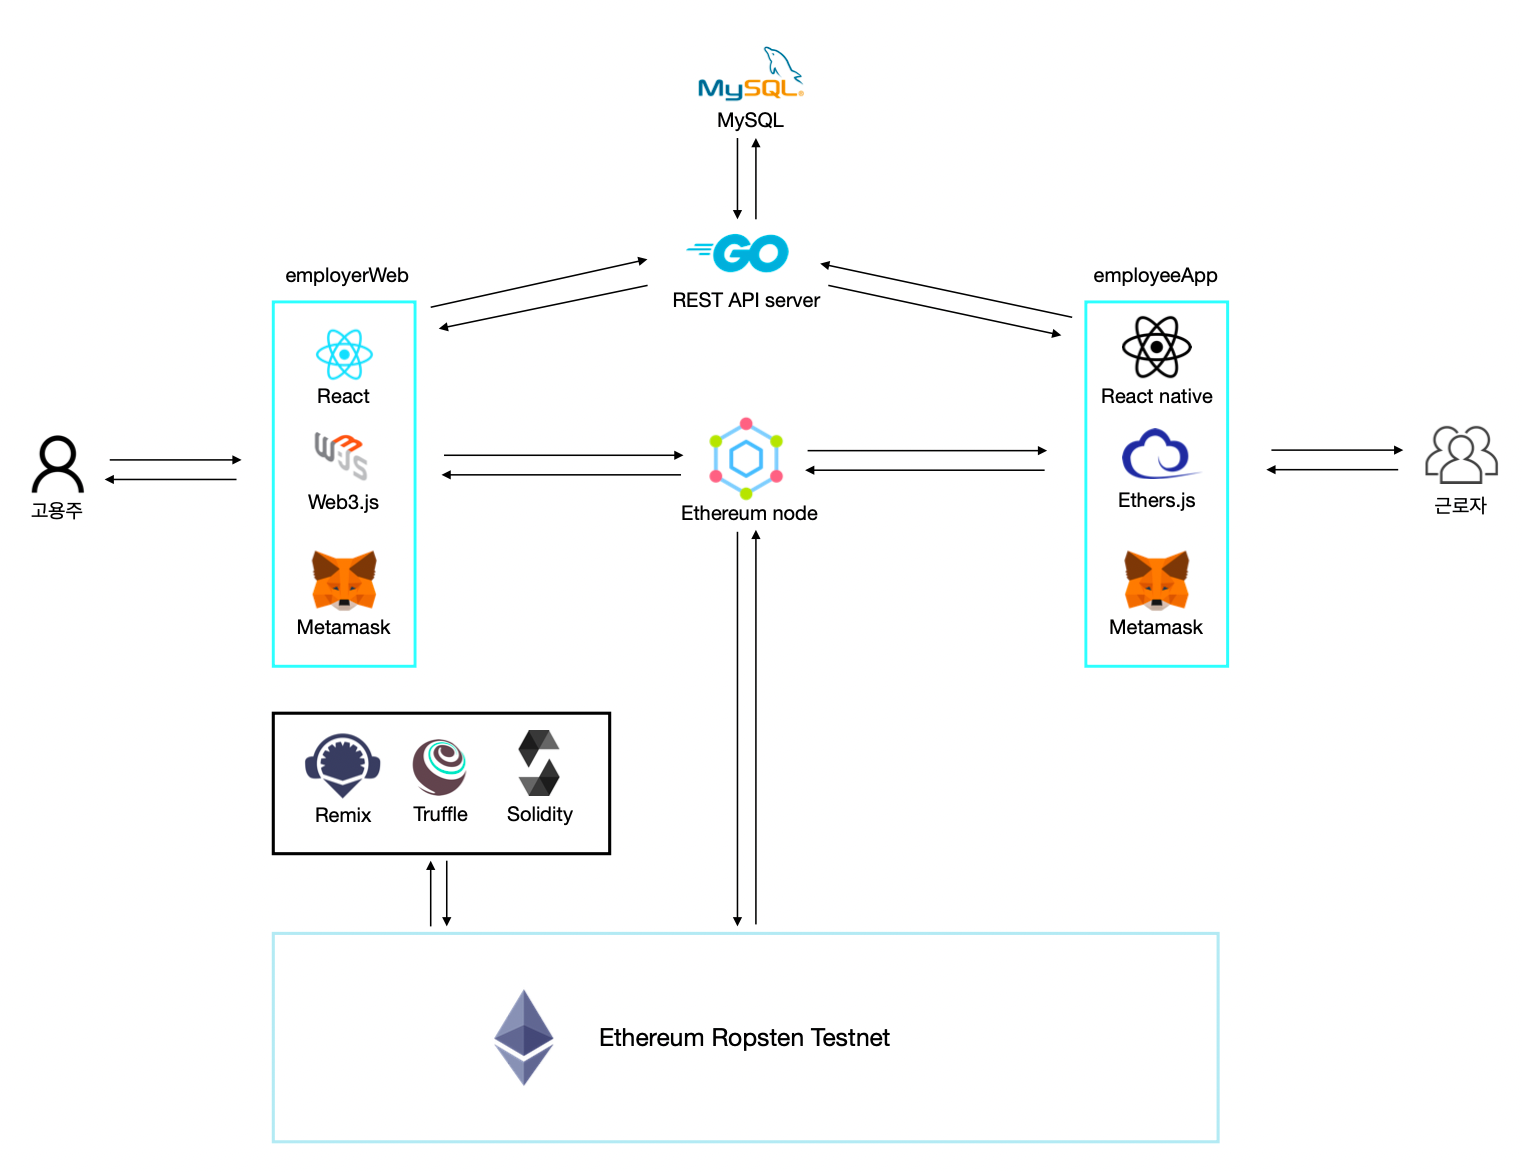 MySQL
MySQL
GO
REST API server
employerWeb
employeeApp
React
React native
W3JS
Web3.js
Ethers.js
고용주
근로자
Ethereum node
Metamask
Metamask
Remix
Truffle
Solidity
Ethereum Ropsten Testnet